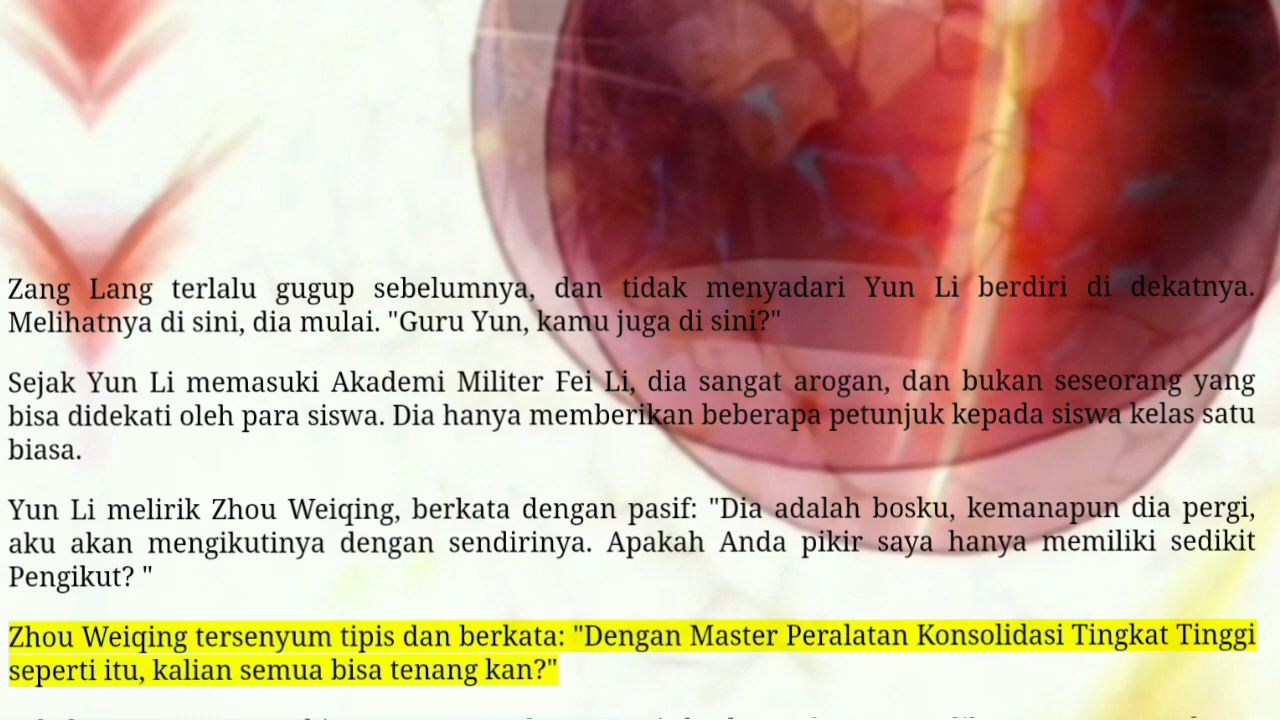 Zang Lang terlalu gugup sebelumnya, dan tidak menyadari Yun Li berdiri di dekatnya.
Melihatnya di sini, dia mulai. "Guru Yun, kamu juga di sini?"
Sejak Yun Li memasuki Akademi Militer Fei Li, dia sangat arogan, dan bukan seseorang yang
bisa didekati oleh para siswa. Dia hanya memberikan beberapa petunjuk kepada siswa kelas satu
biasa.
Yun Li melirik Zhou Weiqing, berkata dengan pasif: "Dia adalah bosku, kemanapun dia pergi,
aku akan mengikutinya dengan sendirinya. Apakah Anda pikir saya hanya memiliki sedikit
Pengikut? "
Zhou Weiqing tersenyum tipis dan berkata: "Dengan Master Peralatan Konsolidasi Tingkat Tinggi
seperti itu, kalian semua bisa tenang kan?"